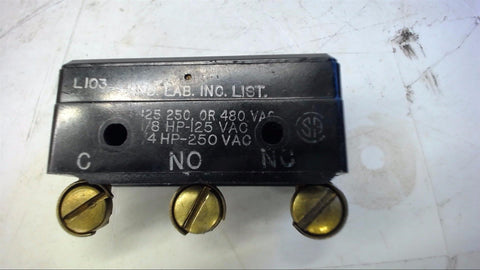 L103 UND. LAB. INC. LIST.
125 250, OR 480 VAC
1/8 HP-125 VAC
1/4 HP-250 VAC
C NO NC